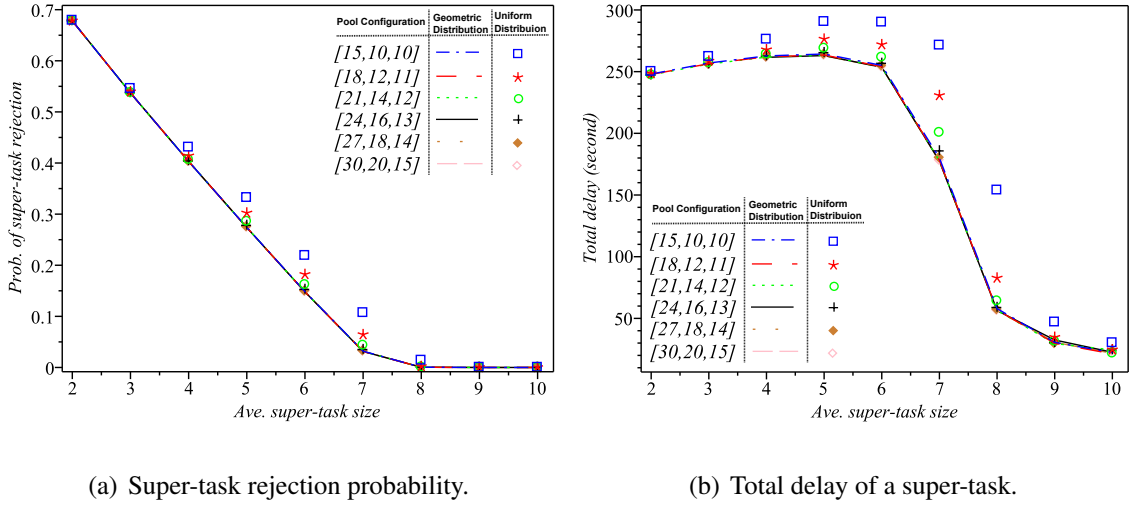 0.7
0.6
0.5
0.4
0.3
0.2
0.1
0
Prob. of super-task rejection
2 3 4 5 6 7 8 9 10
Ave. super-task size
Pool Configuration Geometric Distribution Uniform Distribuion
[15,10,10]
[18,12,11]
[21,14,12]
[24,16,13]
[27,18,14]
[30,20,15]
(a) Super-task rejection probability.
300
250
200
150
100
50
Total delay (second)
2 3 4 5 6 7 8 9 10
Ave. super-task size
Pool Configuration Geometric Distribution Uniform Distribuion
[15,10,10]
[18,12,11]
[21,14,12]
[24,16,13]
[27,18,14]
[30,20,15]
(b) Total delay of a super-task.